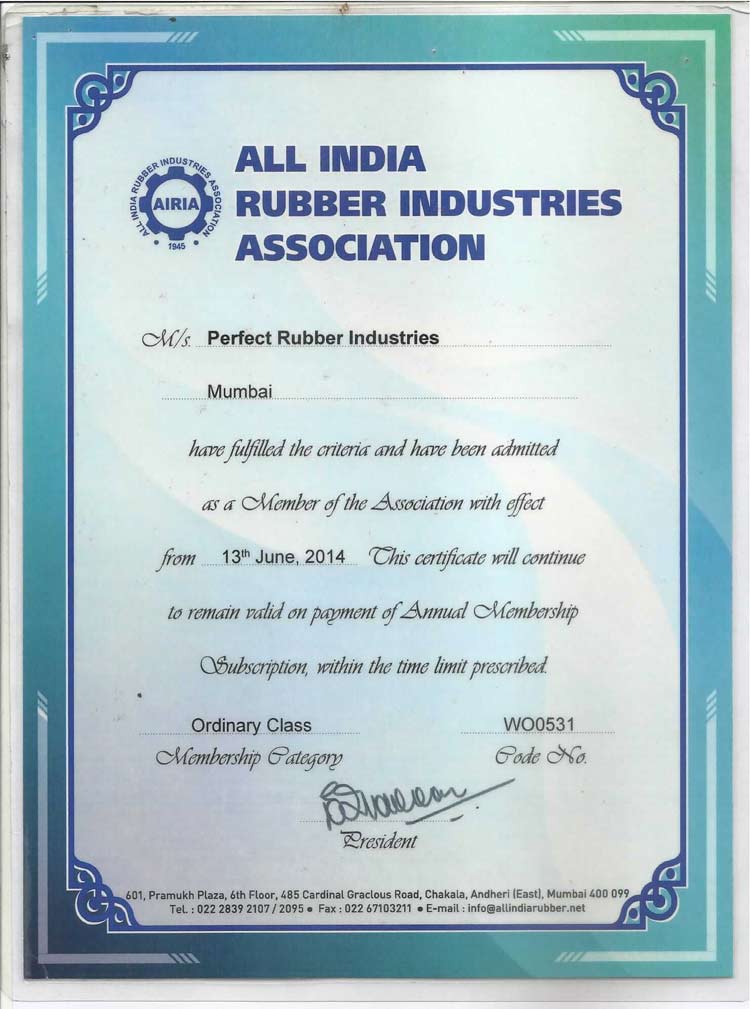 ALL INDIA RUBBER INDUSTRIES ASSOCIATION
AIRIA
1945
ALL INDIA
RUBBER INDUSTRIES
ASSOCIATION
M/s. Perfect Rubber Industries
Mumbai
have fulfilled the criteria and have been admitted
as a Member of the Association with effect
from 13th June, 2014 This certificate will continue
to remain valid on payment of Annual Membership
Subscription, within the time limit prescribed.
Ordinary Class WO0531
Membership Category Code No.
President
601, Pramukh Plaza, 6th Floor, 485 Cardinal Gracious Road, Chakala, Andheri (East), Mumbai 400 099
Tel. : 022 2839 2107 / 2095 • Fax : 022 67103211 • E-mail : info@allindiarubber.net